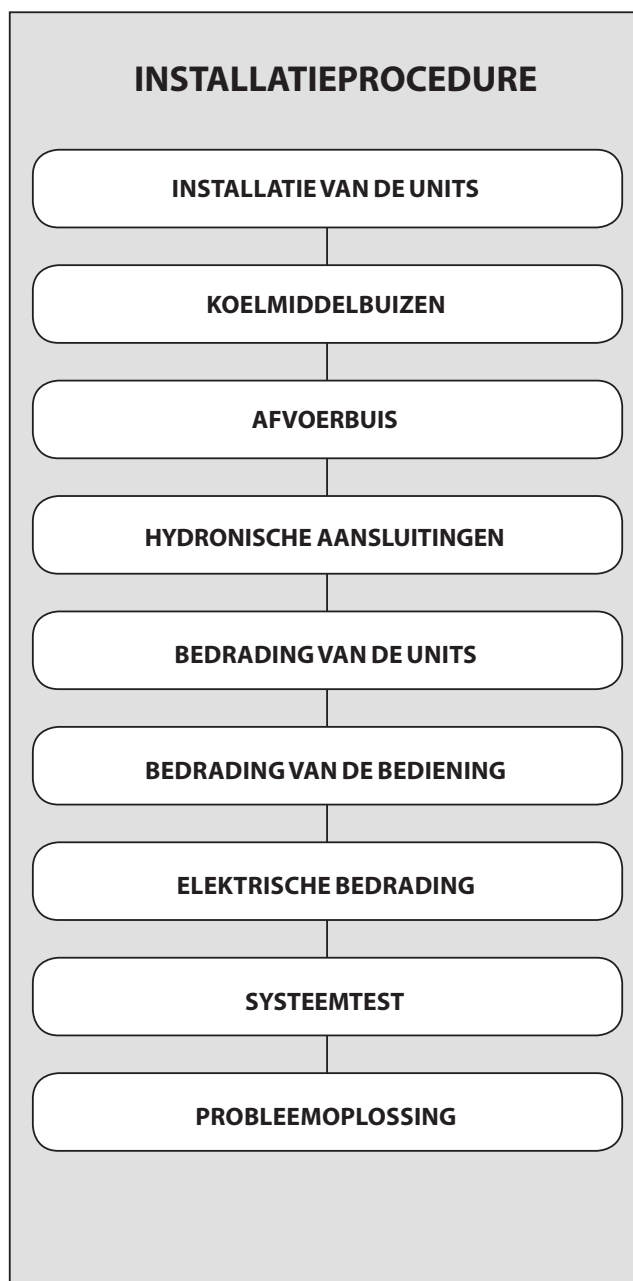 INSTALLATIEPROCEDURE
INSTALLATIE VAN DE UNITS
KOELMIDDELBUIZEN
AFVOERBUIS
HYDRONISCHE AANSLUITINGEN
BEDRADING VAN DE UNITS
BEDRADING VAN DE BEDIENING
ELEKTRISCHE BEDRADING
SYSTEEMTEST
PROBLEEMOPLOSSING